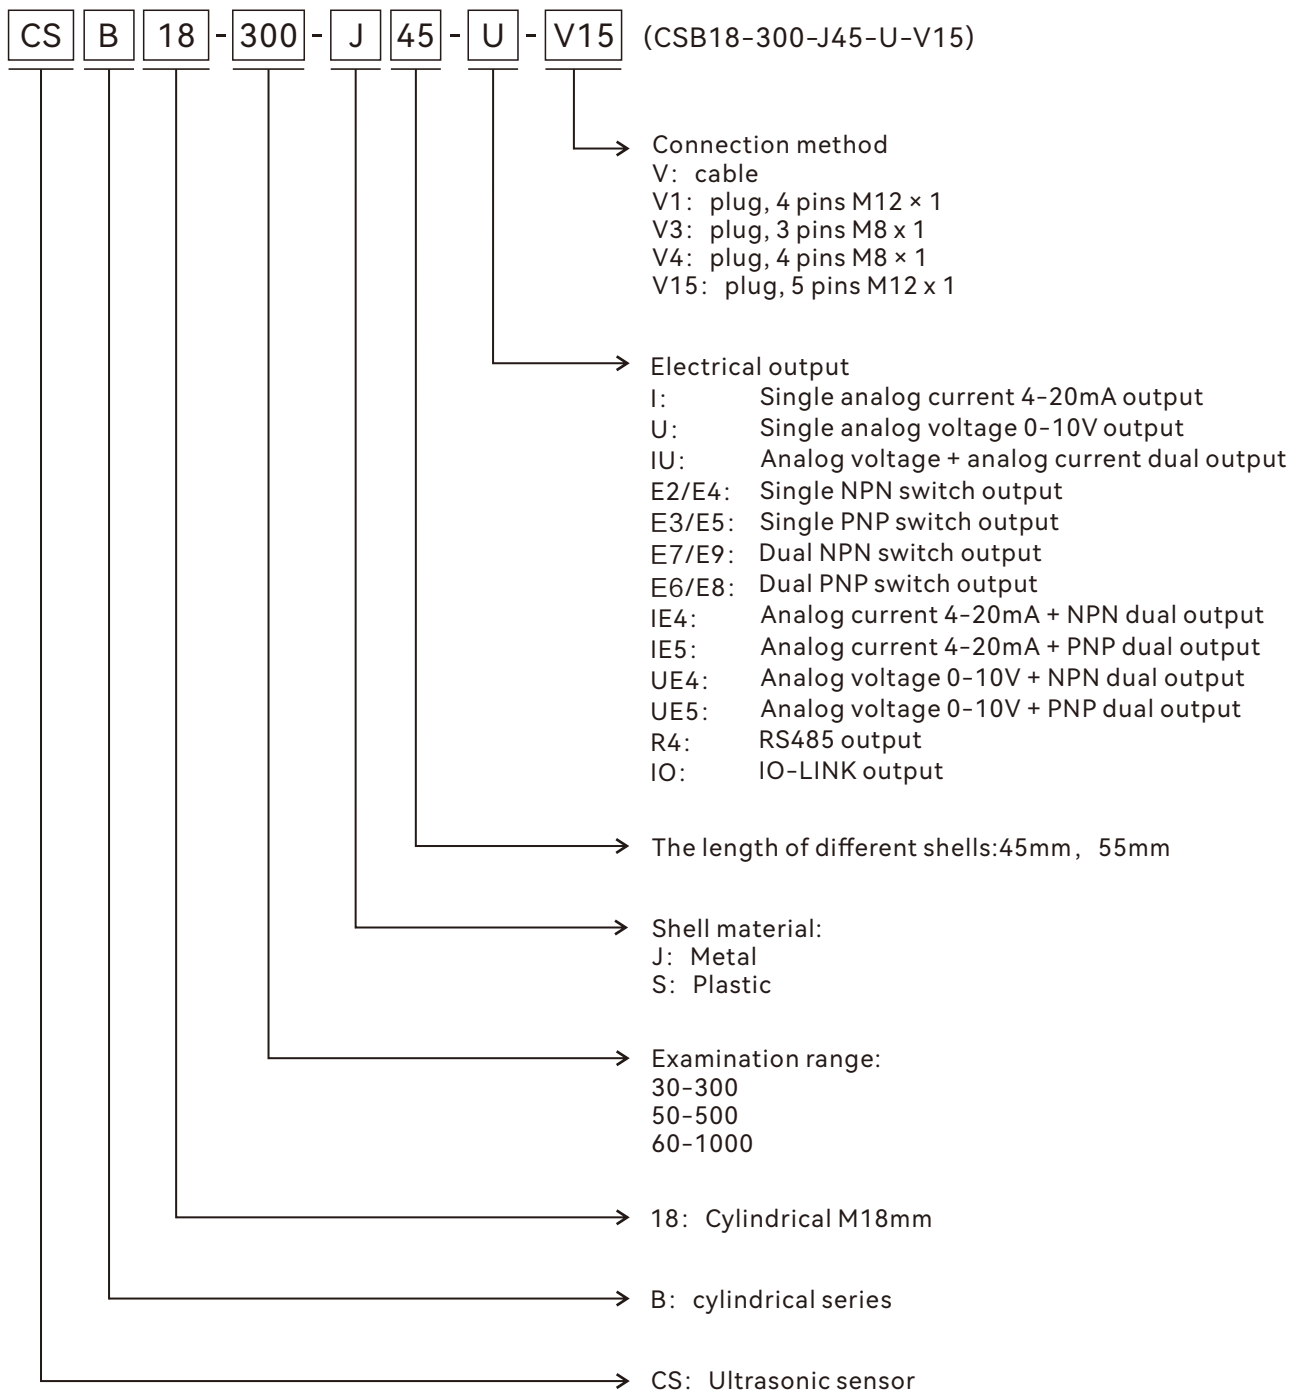 CS B 18 - 300 - J 45 - U - V15 (CSB18-300-J45-U-V15)
Connection method
V: cable
V1: plug, 4 pins M12 × 1
V3: plug, 3 pins M8 x 1
V4: plug, 4 pins M8 × 1
V15: plug, 5 pins M12 x 1
Electrical output
I: Single analog current 4-20mA output
U: Single analog voltage 0-10V output
IU: Analog voltage + analog current dual output
E2/E4: Single NPN switch output
E3/E5: Single PNP switch output
E7/E9: Dual NPN switch output
E6/E8: Dual PNP switch output
IE4: Analog current 4-20mA + NPN dual output
IE5: Analog current 4-20mA + PNP dual output
UE4: Analog voltage 0-10V + NPN dual output
UE5: Analog voltage 0-10V + PNP dual output
R4: RS485 output
IO: IO-LINK output
The length of different shells:45mm, 55mm
Shell material:
J: Metal
S: Plastic
Examination range:
30-300
50-500
60-1000
18: Cylindrical M18mm
B: cylindrical series
CS: Ultrasonic sensor